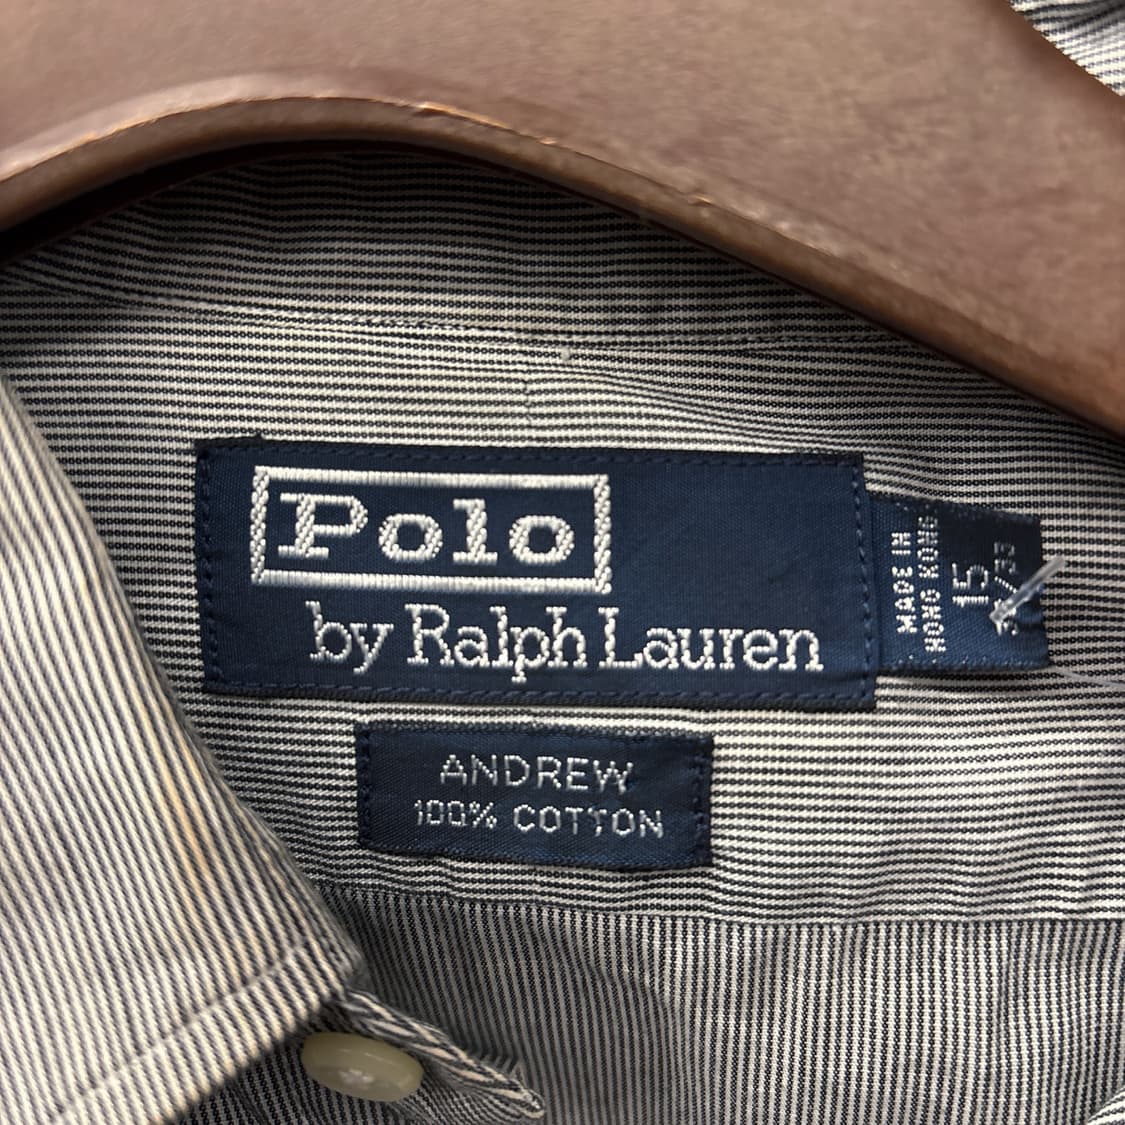 Polo
by Ralph Lauren
MADE IN
HONG KONG
15
ANDREW
100% COTTON